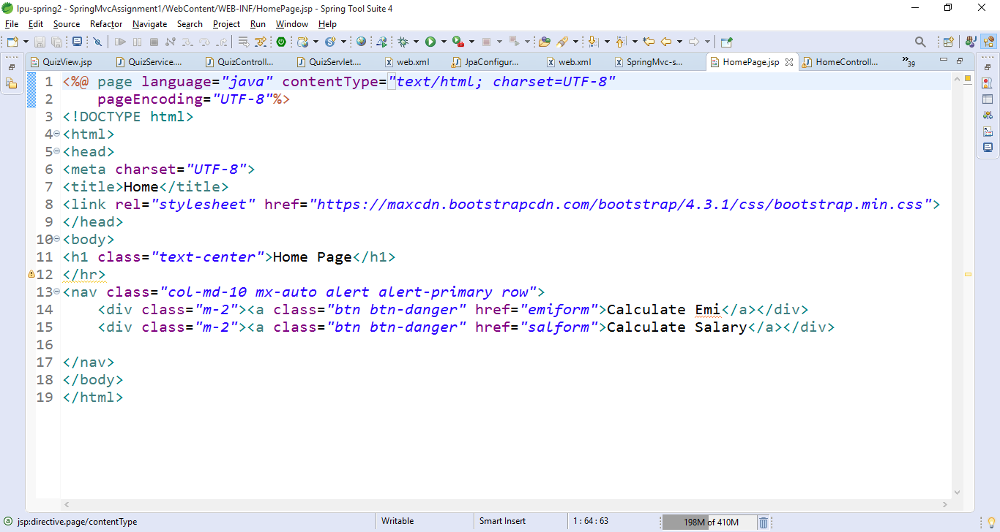 lpu-spring2 - SpringMvcAssignment1/WebContent/WEB-INF/HomePage.jsp - Spring Tool Suite 4
File Edit Source Refactor Navigate Search Project Run Window Help
QuizView.jsp QuizService.... QuizControll... QuizServlet.... web.xml JpaConfigur... web.xml SpringMvc-s... HomePage.jsp HomeControll... »39
1 <%@ page language="java" contentType="text/html; charset=UTF-8"
2     pageEncoding="UTF-8"%>
3 <!DOCTYPE html>
4 <html>
5 <head>
6 <meta charset="UTF-8">
7 <title>Home</title>
8 <link rel="stylesheet" href="https://maxcdn.bootstrapcdn.com/bootstrap/4.3.1/css/bootstrap.min.css">
9 </head>
10 <body>
11 <h1 class="text-center">Home Page</h1>
12 </hr>
13 <nav class="col-md-10 mx-auto alert alert-primary row">
14     <div class="m-2"><a class="btn btn-danger" href="emiform">Calculate Emi</a></div>
15     <div class="m-2"><a class="btn btn-danger" href="salform">Calculate Salary</a></div>
16
17 </nav>
18 </body>
19 </html>
jsp:directive.page/contentType Writable Smart Insert 1 : 64 : 63 198M of 410M